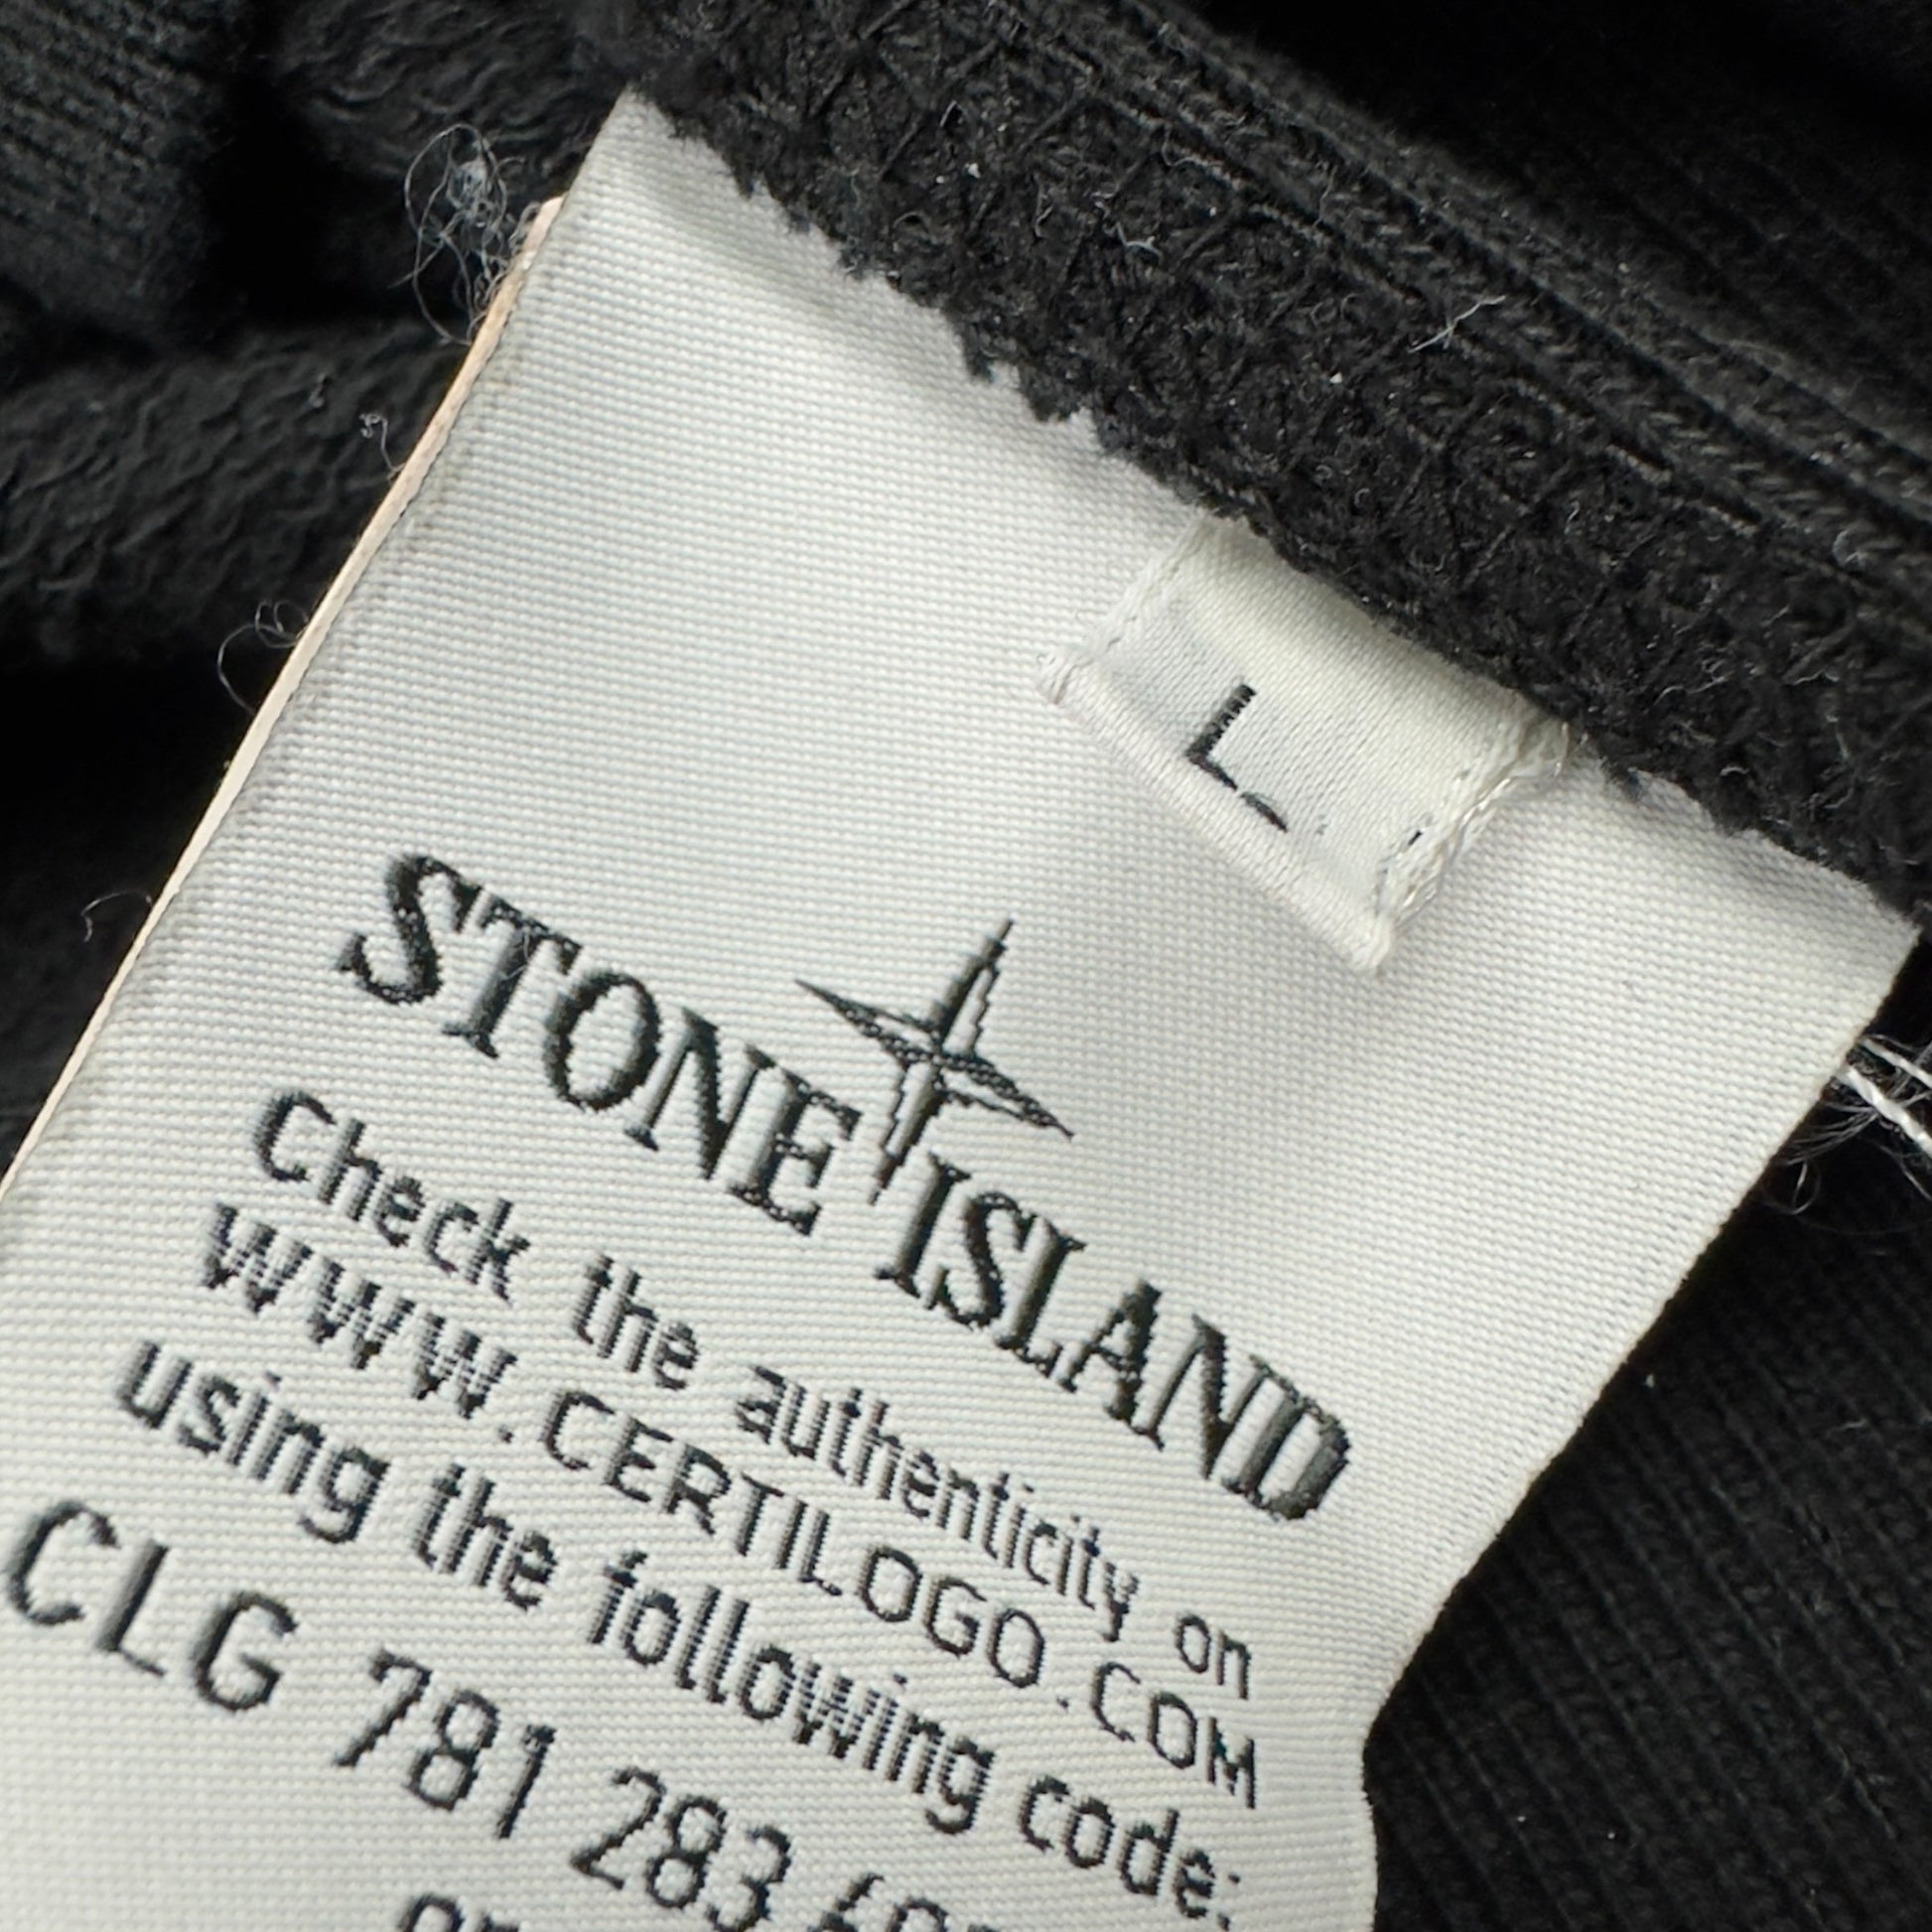 L
STONE ISLAND
Check the authenticity on
WWW.CERTILOGO.COM
using the following code:
CLG 781 283